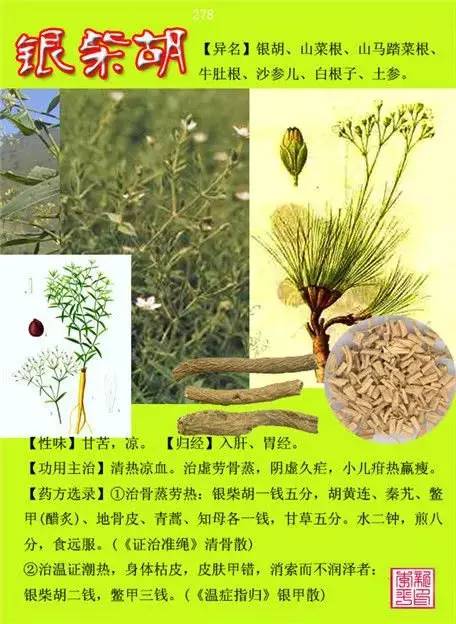 278
银柴胡
【异名】银胡、山菜根、山马踏菜根、
牛肚根、沙参儿、白根子、土参。
【性味】甘苦，凉。 【归经】入肝、胃经。
【功用主治】清热凉血。治虚劳骨蒸，阴虚久疟，小儿疳热羸瘦。
【药方选录】①治骨蒸劳热：银柴胡一钱五分，胡黄连、秦艽、鳖
甲(醋炙)、地骨皮、青蒿、知母各一钱，甘草五分。水二钟，煎八
分，食远服。(《证治准绳》清骨散)
②治温证潮热，身体枯皮，皮肤甲错，消索而不润泽者：
银柴胡二钱，鳖甲三钱。(《温症指归》银甲散)